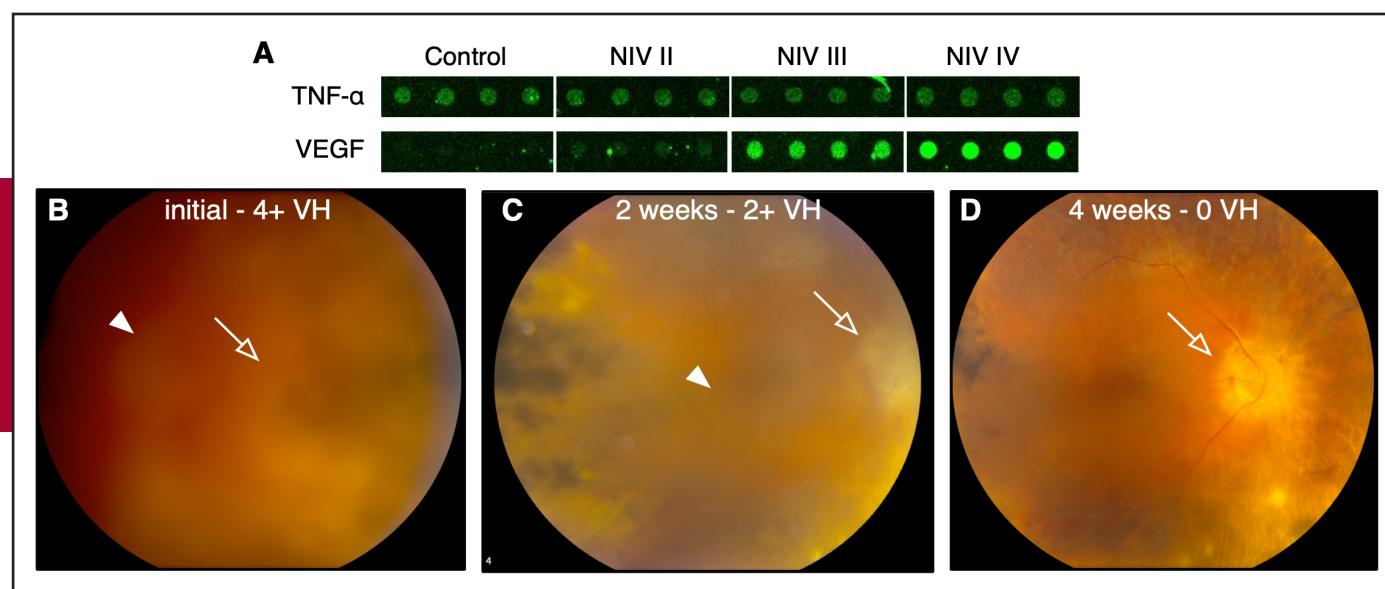 A
Control NIV II NIV III NIV IV
TNF-α
VEGF
B initial - 4+ VH
C 2 weeks - 2+ VH
D 4 weeks - 0 VH
4